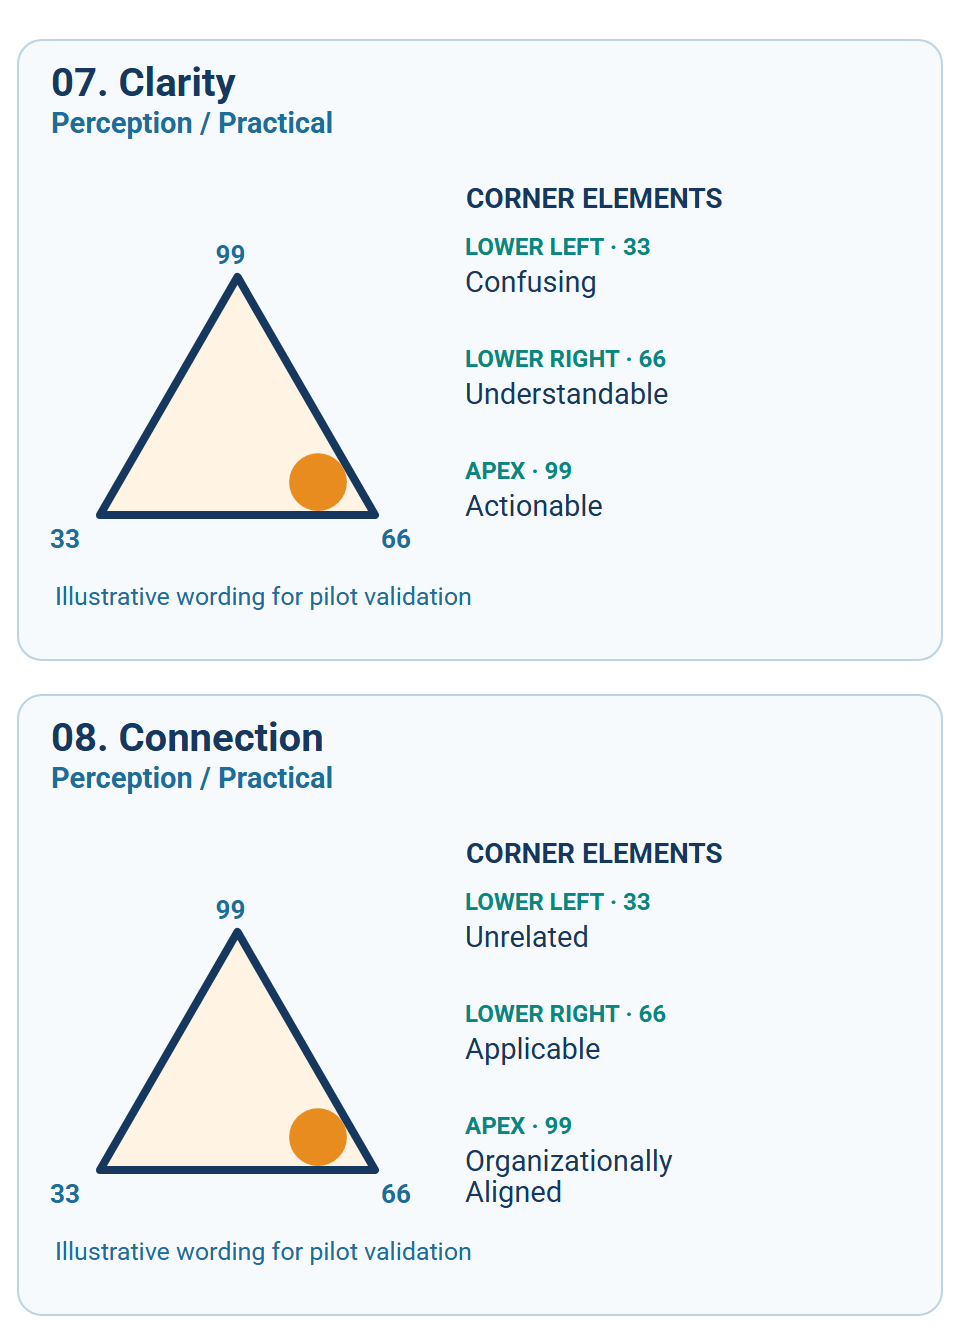 07. Clarity
Perception / Practical
CORNER ELEMENTS
LOWER LEFT · 33
Confusing
LOWER RIGHT · 66
Understandable
APEX · 99
Actionable
99
33
66
Illustrative wording for pilot validation
08. Connection
Perception / Practical
CORNER ELEMENTS
LOWER LEFT · 33
Unrelated
LOWER RIGHT · 66
Applicable
APEX · 99
Organizationally
Aligned
99
33
66
Illustrative wording for pilot validation